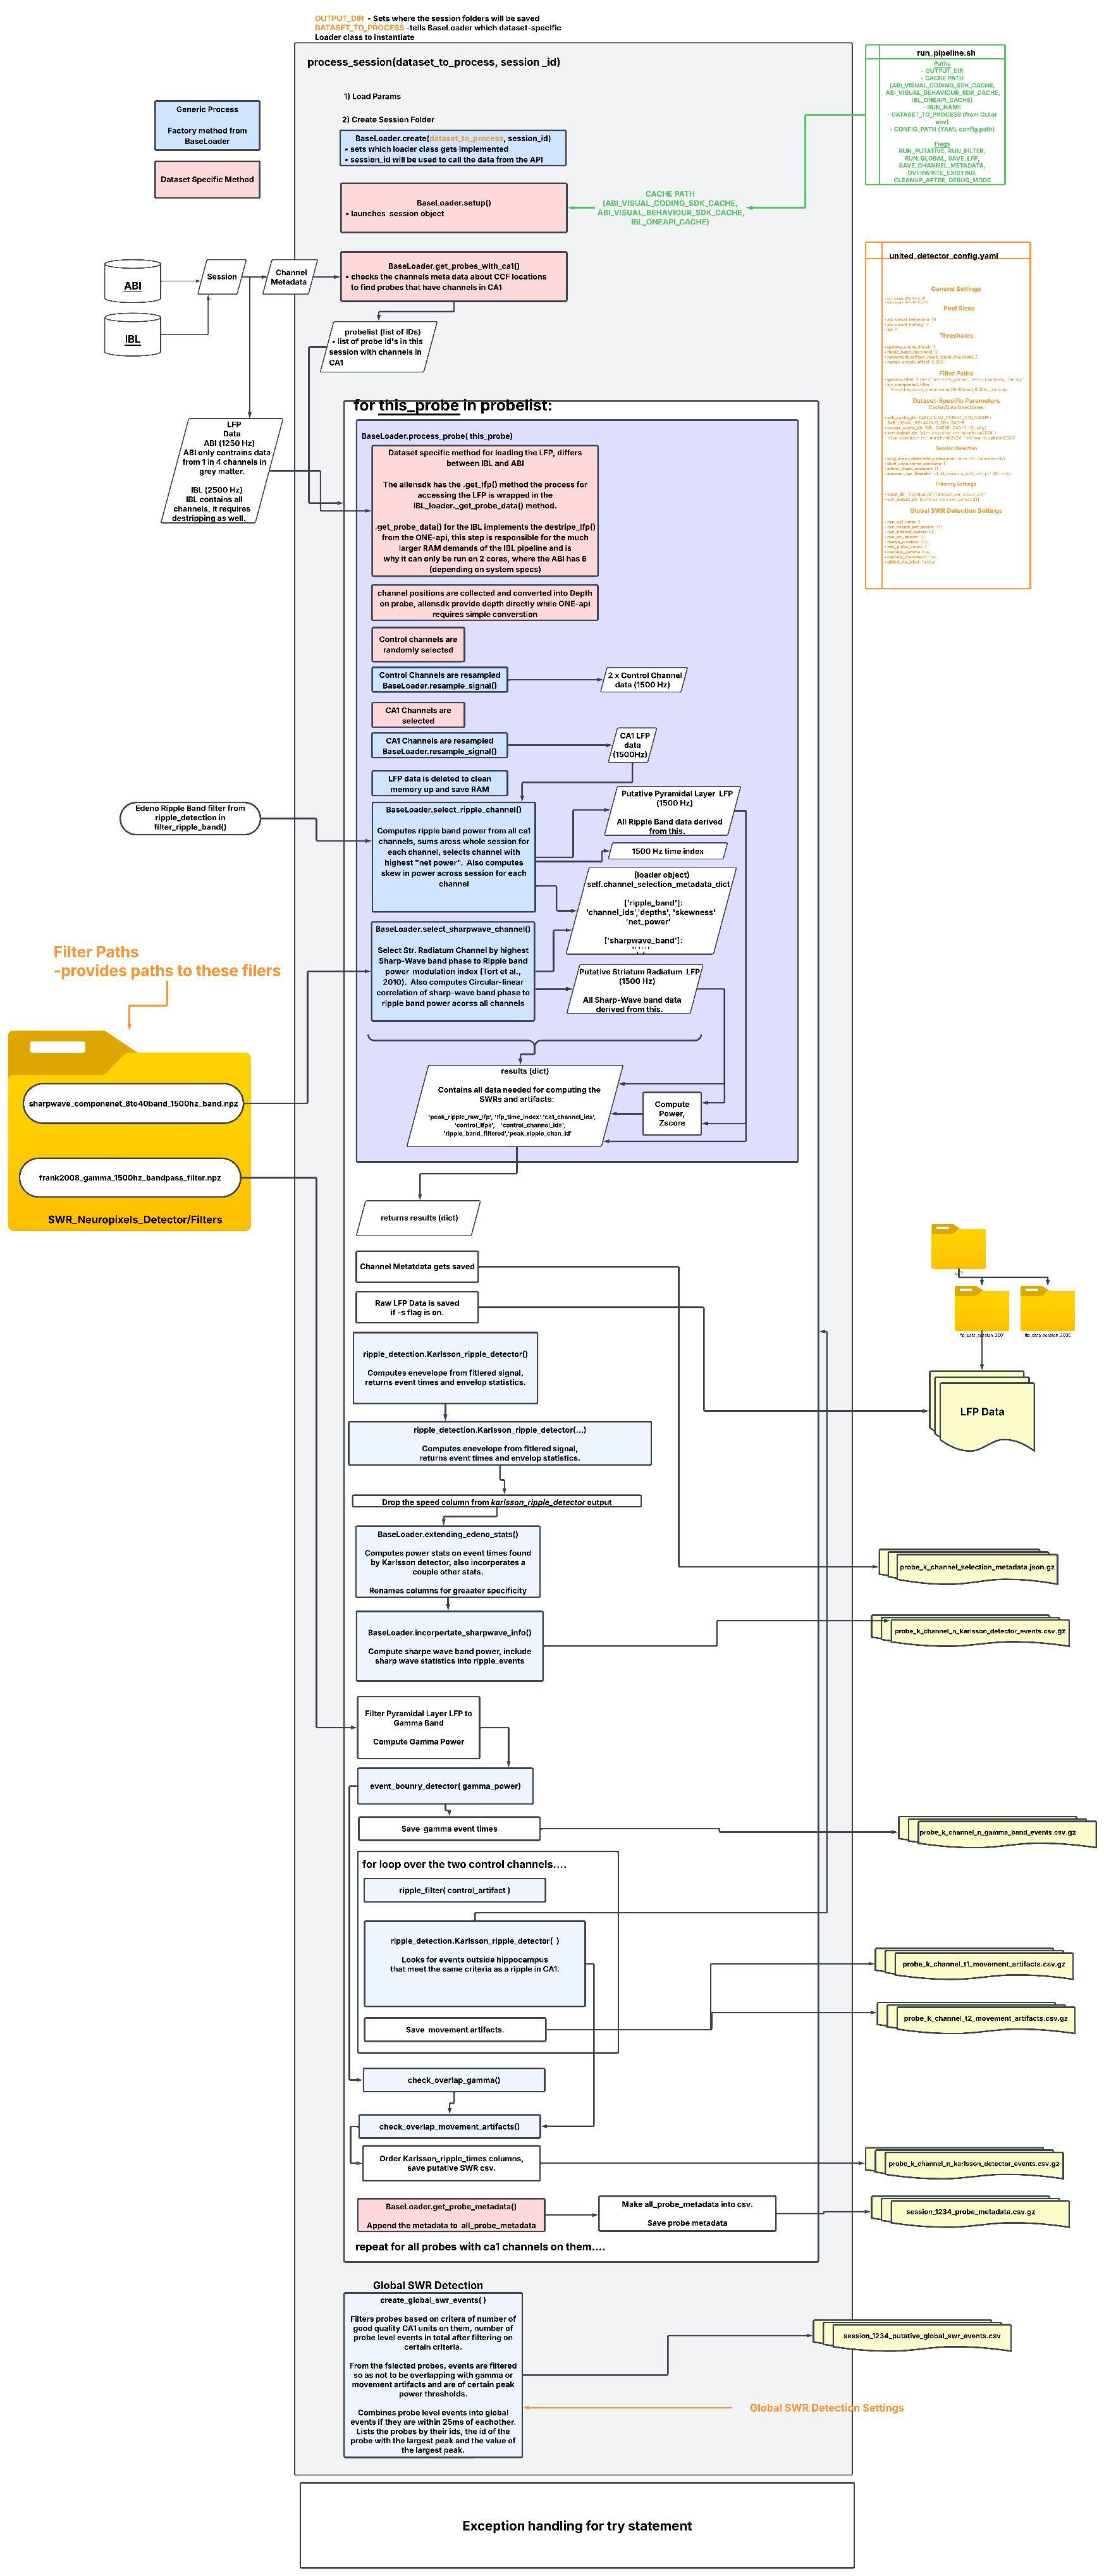 OUTPUT_DIR - Sets where the session folders will be saved
DATASET_TO_PROCESS -tells BaseLoader which dataset-specific
Loader class to instantiate
process_session(dataset_to_process, session_id)
1) Load Params
2) Create Session Folder
Generic Process
Factory method from
BaseLoader
Dataset Specific Method
BaseLoader.create(dataset_to_process, session_id)
• sets which loader class gets implemented
• session_id will be used to call the data from the API
BaseLoader.setup()
• launches session object
CACHE PATH
(ABI_VISUAL_CODING_SDK_CACHE,
ABI_VISUAL_BEHAVIOUR_SDK_CACHE,
IBL_ONEAPI_CACHE)
run_pipeline.sh
Paths
- OUTPUT_DIR
- CACHE PATH
(ABI_VISUAL_CODING_SDK_CACHE,
ABI_VISUAL_BEHAVIOUR_SDK_CACHE,
IBL_ONEAPI_CACHE)
- RUN_NAME
- DATASET_TO_PROCESS (from CLI or
env)
- CONFIG_PATH (YAML config path)
Flags
RUN_PUTATIVE, RUN_FILTER,
RUN_GLOBAL, SAVE_LFP,
SAVE_CHANNEL_METADATA,
OVERWRITE_EXISTING,
CLEANUP_AFTER, DEBUG_MODE
united_detector_config.yaml
General Settings
Pool Sizes
Thresholds
Filter Paths
Dataset-Specific Parameters
Cache/Data Directories
Session Selection
Filtering Settings
Global SWR Detection Settings
ABI
IBL
Session
Channel
Metadata
BaseLoader.get_probes_with_ca1()
• checks the channels meta data about CCF locations
to find probes that have channels in CA1
probelist (list of IDs)
• list of probe id's in this
session with channels in
CA1
LFP
Data
ABI (1250 Hz)
ABI only contains data
from 1 in 4 channels in
grey matter.
IBL (2500 Hz)
IBL contains all
channels, it requires
destripping as well.
for this_probe in probelist:
BaseLoader.process_probe( this_probe)
Dataset specific method for loading the LFP, differs
between IBL and ABI
The allensdk has the .get_lfp() method the process for
accessing the LFP is wrapped in the
IBL_loader._get_probe_data() method.
.get_probe_data() for the IBL implements the destripe_lfp()
from the ONE-api, this step is responsible for the much
larger RAM demands of the IBL pipeline and is
why it can only be run on 2 cores, where the ABI has 6
(depending on system specs)
channel positions are collected and converted into Depth
on probe, allensdk provide depth directly while ONE-api
requires simple converstion
Control channels are
randomly selected
Control Channels are resampled
BaseLoader.resample_signal()
2 x Control Channel
data (1500 Hz)
CA1 Channels are
selected
CA1 Channels are resampled
BaseLoader.resample_signal()
CA1 LFP
data
(1500Hz)
LFP data is deleted to clean
memory up and save RAM
Edeno Ripple Band filter from
ripple_detection in
filter_ripple_band()
BaseLoader.select_ripple_channel()
Computes ripple band power from all ca1
channels, sums aross whole session for
each channel, selects channel with
highest "net power". Also computes
skew in power across session for each
channel
Putative Pyramidal Layer LFP
(1500 Hz)
All Ripple Band data derived
from this.
1500 Hz time index
(loader object)
self.channel_selection_metadata_dict
['ripple_band']:
'channel_ids','depths', 'skewness'
'net_power'
['sharpwave_band']:
BaseLoader.select_sharpwave_channel()
Select Str. Radiatum Channel by highest
Sharp-Wave band phase to Ripple band
power modulation index (Tort et al.,
2010). Also computes Circular-linear
correlation of sharp-wave band phase to
ripple band power acorss all channels
Putative Striatum Radiatum LFP
(1500 Hz)
All Sharp-Wave band data
derived from this.
Filter Paths
-provides paths to these filers
sharpwave_componenet_8to40band_1500hz_band.npz
frank2008_gamma_1500hz_bandpass_filter.npz
SWR_Neuropixels_Detector/Filters
results (dict)
Contains all data needed for computing the
SWRs and artifacts:
'peak_ripple_raw_lfp', 'lfp_time_index' 'ca1_channel_ids',
'control_lfps', 'control_channel_ids',
'ripple_band_filtered','peak_ripple_chan_id'
Compute
Power,
Zscore
returns results (dict)
Channel Metatdata gets saved
Raw LFP Data is saved
if -s flag is on.
ripple_detection.Karlsson_ripple_detector()
Computes enevelope from fitlered signal,
returns event times and envelop statistics.
ripple_detection.Karlsson_ripple_detector(...)
Computes enevelope from fitlered signal,
returns event times and envelop statistics.
Drop the speed column from karlsson_ripple_detector output
LFP Data
BaseLoader.extending_edeno_stats()
Computes power stats on event times found
by Karlsson detector, also incorperates a
couple other stats.
Renames columns for greaater specificity
probe_k_channel_selection_metadata.json.gz
BaseLoader.incorpertate_sharpwave_info()
Compute sharpe wave band power, include
sharp wave statistics into ripple_events
probe_k_channel_n_karlsson_detector_events.csv.gz
Filter Pyramidal Layer LFP to
Gamma Band
Compute Gamma Power
event_bounry_detector( gamma_power)
Save gamma event times
probe_k_channel_n_gamma_band_events.csv.gz
for loop over the two control channels....
ripple_filter( control_artifact )
ripple_detection.Karlsson_ripple_detector( )
Looks for events outside hippocampus
that meet the same criteria as a ripple in CA1.
probe_k_channel_t1_movement_artifacts.csv.gz
Save movement artifacts.
probe_k_channel_t2_movement_artifacts.csv.gz
check_overlap_gamma()
check_overlap_movement_artifacts()
Order Karlsson_ripple_times columns,
save putative SWR csv.
probe_k_channel_n_karlsson_detector_events.csv.gz
BaseLoader.get_probe_metadata()
Append the metadata to all_probe_metadata
Make all_probe_metadata into csv.
Save probe metadata
session_1234_probe_metadata.csv.gz
repeat for all probes with ca1 channels on them....
Global SWR Detection
create_global_swr_events( )
Filters probes based on critera of number of
good quality CA1 units on them, number of
probe level events in total after filtering on
certain criteria.
From the fslected probes, events are filtered
so as not to be overlapping with gamma or
movement artifacts and are of certain peak
power thresholds.
Combines probe level events into global
events if they are within 25ms of eachother.
Lists the probes by their ids, the id of the
probe with the largest peak and the value of
the largest peak.
session_1234_putative_global_swr_events.csv
Global SWR Detection Settings
Exception handling for try statement